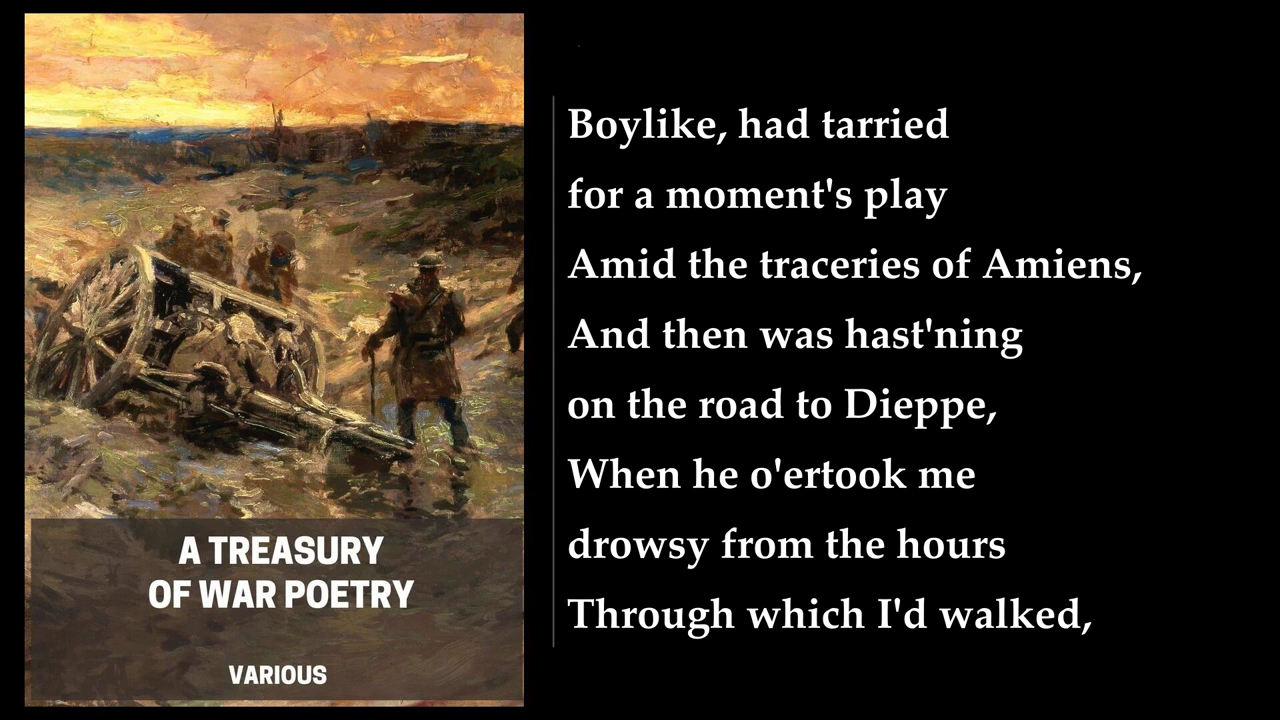 A TREASURY
OF WAR POETRY
VARIOUS
Boylike, had tarried
for a moment's play
Amid the traceries of Amiens,
And then was hast'ning
on the road to Dieppe,
When he o'ertook me
drowsy from the hours
Through which I'd walked,